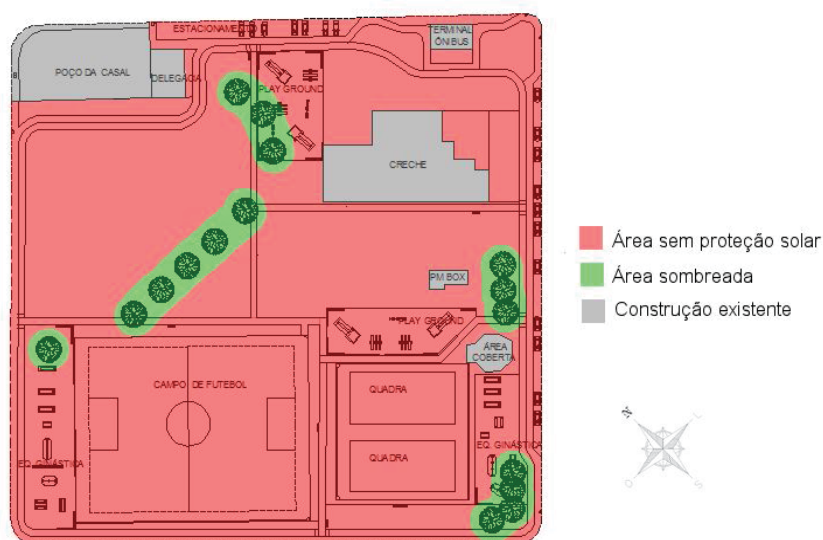 ESTACIONAMENTO
TERMINAL
ÔNIBUS
POÇO DA CASAL
DELEGACIA
PLAY GROUND
CRECHE
PM BOX
PLAY GROUND
ÁREA
COBERTA
CAMPO DE FUTEBOL
QUADRA
QUADRA
EQ. GINÁSTICA
EQ. GINÁSTICA
Área sem proteção solar
Área sombreada
Construção existente
N
L
O
S